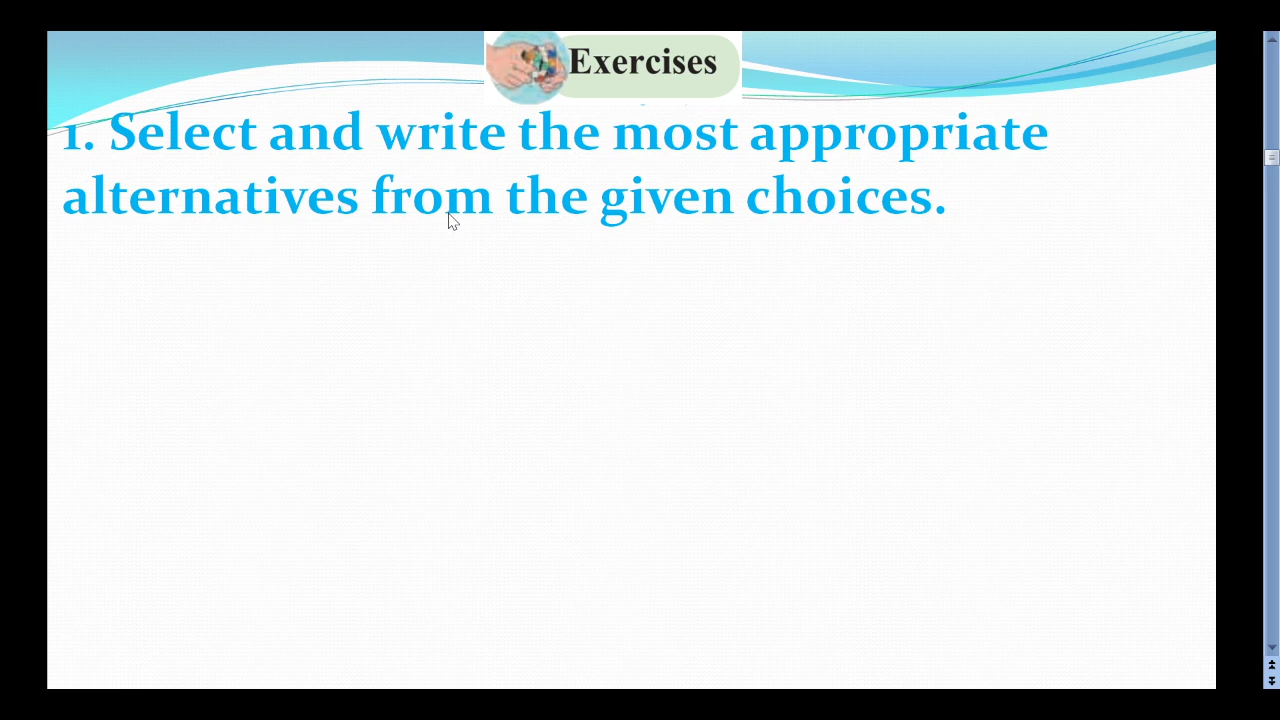 Exercises
1. Select and write the most appropriate
alternatives from the given choices.